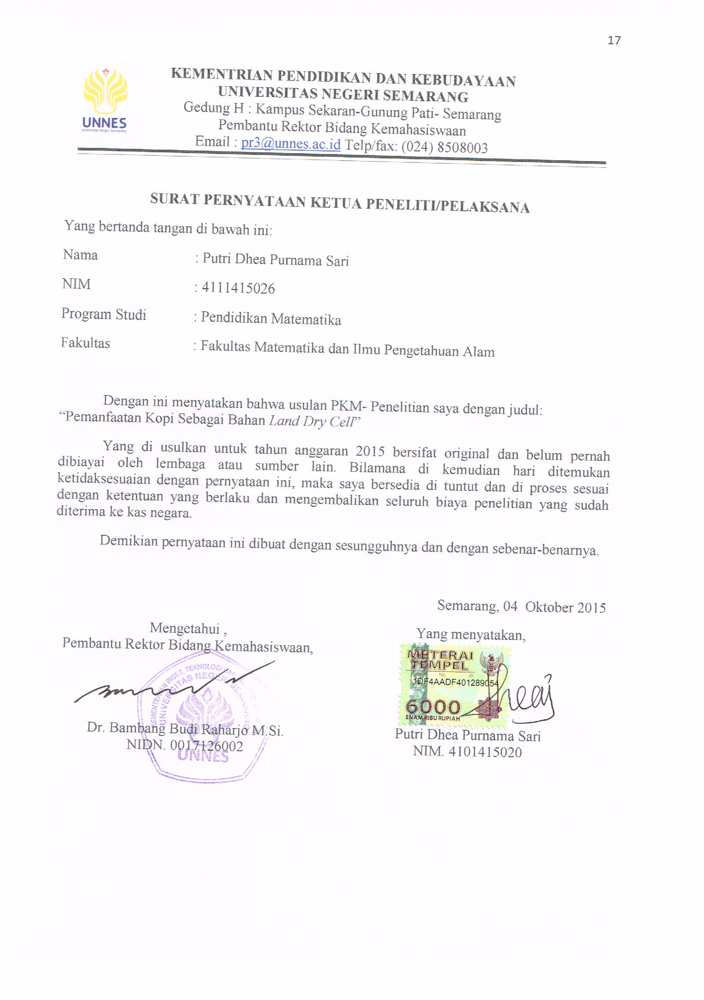 17
KEMENTRIAN PENDIDIKAN DAN KEBUDAYAAN
UNIVERSITAS NEGERI SEMARANG
Gedung H : Kampus Sekaran-Gunung Pati- Semarang
Pembantu Rektor Bidang Kemahasiswaan
Email : pr3@unnes.ac.id Telp/fax: (024) 8508003
UNNES
Universitas Negeri Semarang
SURAT PERNYATAAN KETUA PENELITI/PELAKSANA
Yang bertanda tangan di bawah ini:
Nama : Putri Dhea Purnama Sari
NIM : 4111415026
Program Studi : Pendidikan Matematika
Fakultas : Fakultas Matematika dan Ilmu Pengetahuan Alam
Dengan ini menyatakan bahwa usulan PKM- Penelitian saya dengan judul:
“Pemanfaatan Kopi Sebagai Bahan Land Dry Cell”
Yang di usulkan untuk tahun anggaran 2015 bersifat original dan belum pernah
dibiayai oleh lembaga atau sumber lain. Bilamana di kemudian hari ditemukan
ketidaksesuaian dengan pernyataan ini, maka saya bersedia di tuntut dan di proses sesuai
dengan ketentuan yang berlaku dan mengembalikan seluruh biaya penelitian yang sudah
diterima ke kas negara.
Demikian pernyataan ini dibuat dengan sesungguhnya dan dengan sebenar-benarnya.
Semarang, 04 Oktober 2015
Mengetahui ,
Pembantu Rektor Bidang Kemahasiswaan,
KEMENTERIAN RISET, TEKNOLOGI DAN
UNIVERSITAS NEGERI SEMARANG
UNNES
Dr. Bambang Budi Raharjo M.Si.
NIDN. 0017126002
Yang menyatakan,
METERAI
TEMPEL
TGL. 20
1DF4AADF401289054
6000
ENAM RIBU RUPIAH
Dheaj
Putri Dhea Purnama Sari
NIM. 4101415020